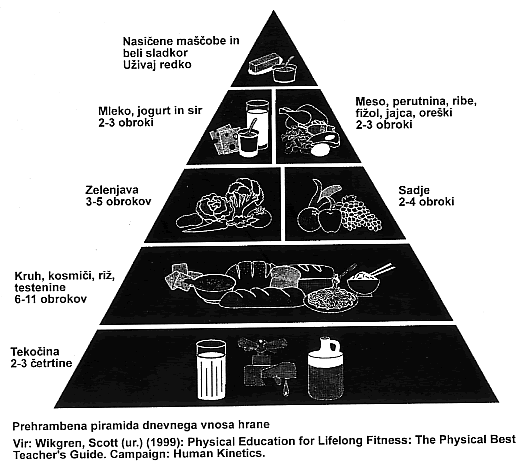 Nasičene maščobe in
beli sladkor
Uživaj redko
Mleko, jogurt in sir
2-3 obroki
Meso, perutnina, ribe,
fižol, jajca, oreški
2-3 obroki
Zelenjava
3-5 obrokov
Sadje
2-4 obroki
Kruh, kosmiči, riž,
testenine
6-11 obrokov
Tekočina
2-3 četrtine
Prehrambena piramida dnevnega vnosa hrane
Vir: Wikgren, Scott (ur.) (1999): Physical Education for Lifelong Fitness: The Physical Best
Teacher's Guide. Campaign: Human Kinetics.